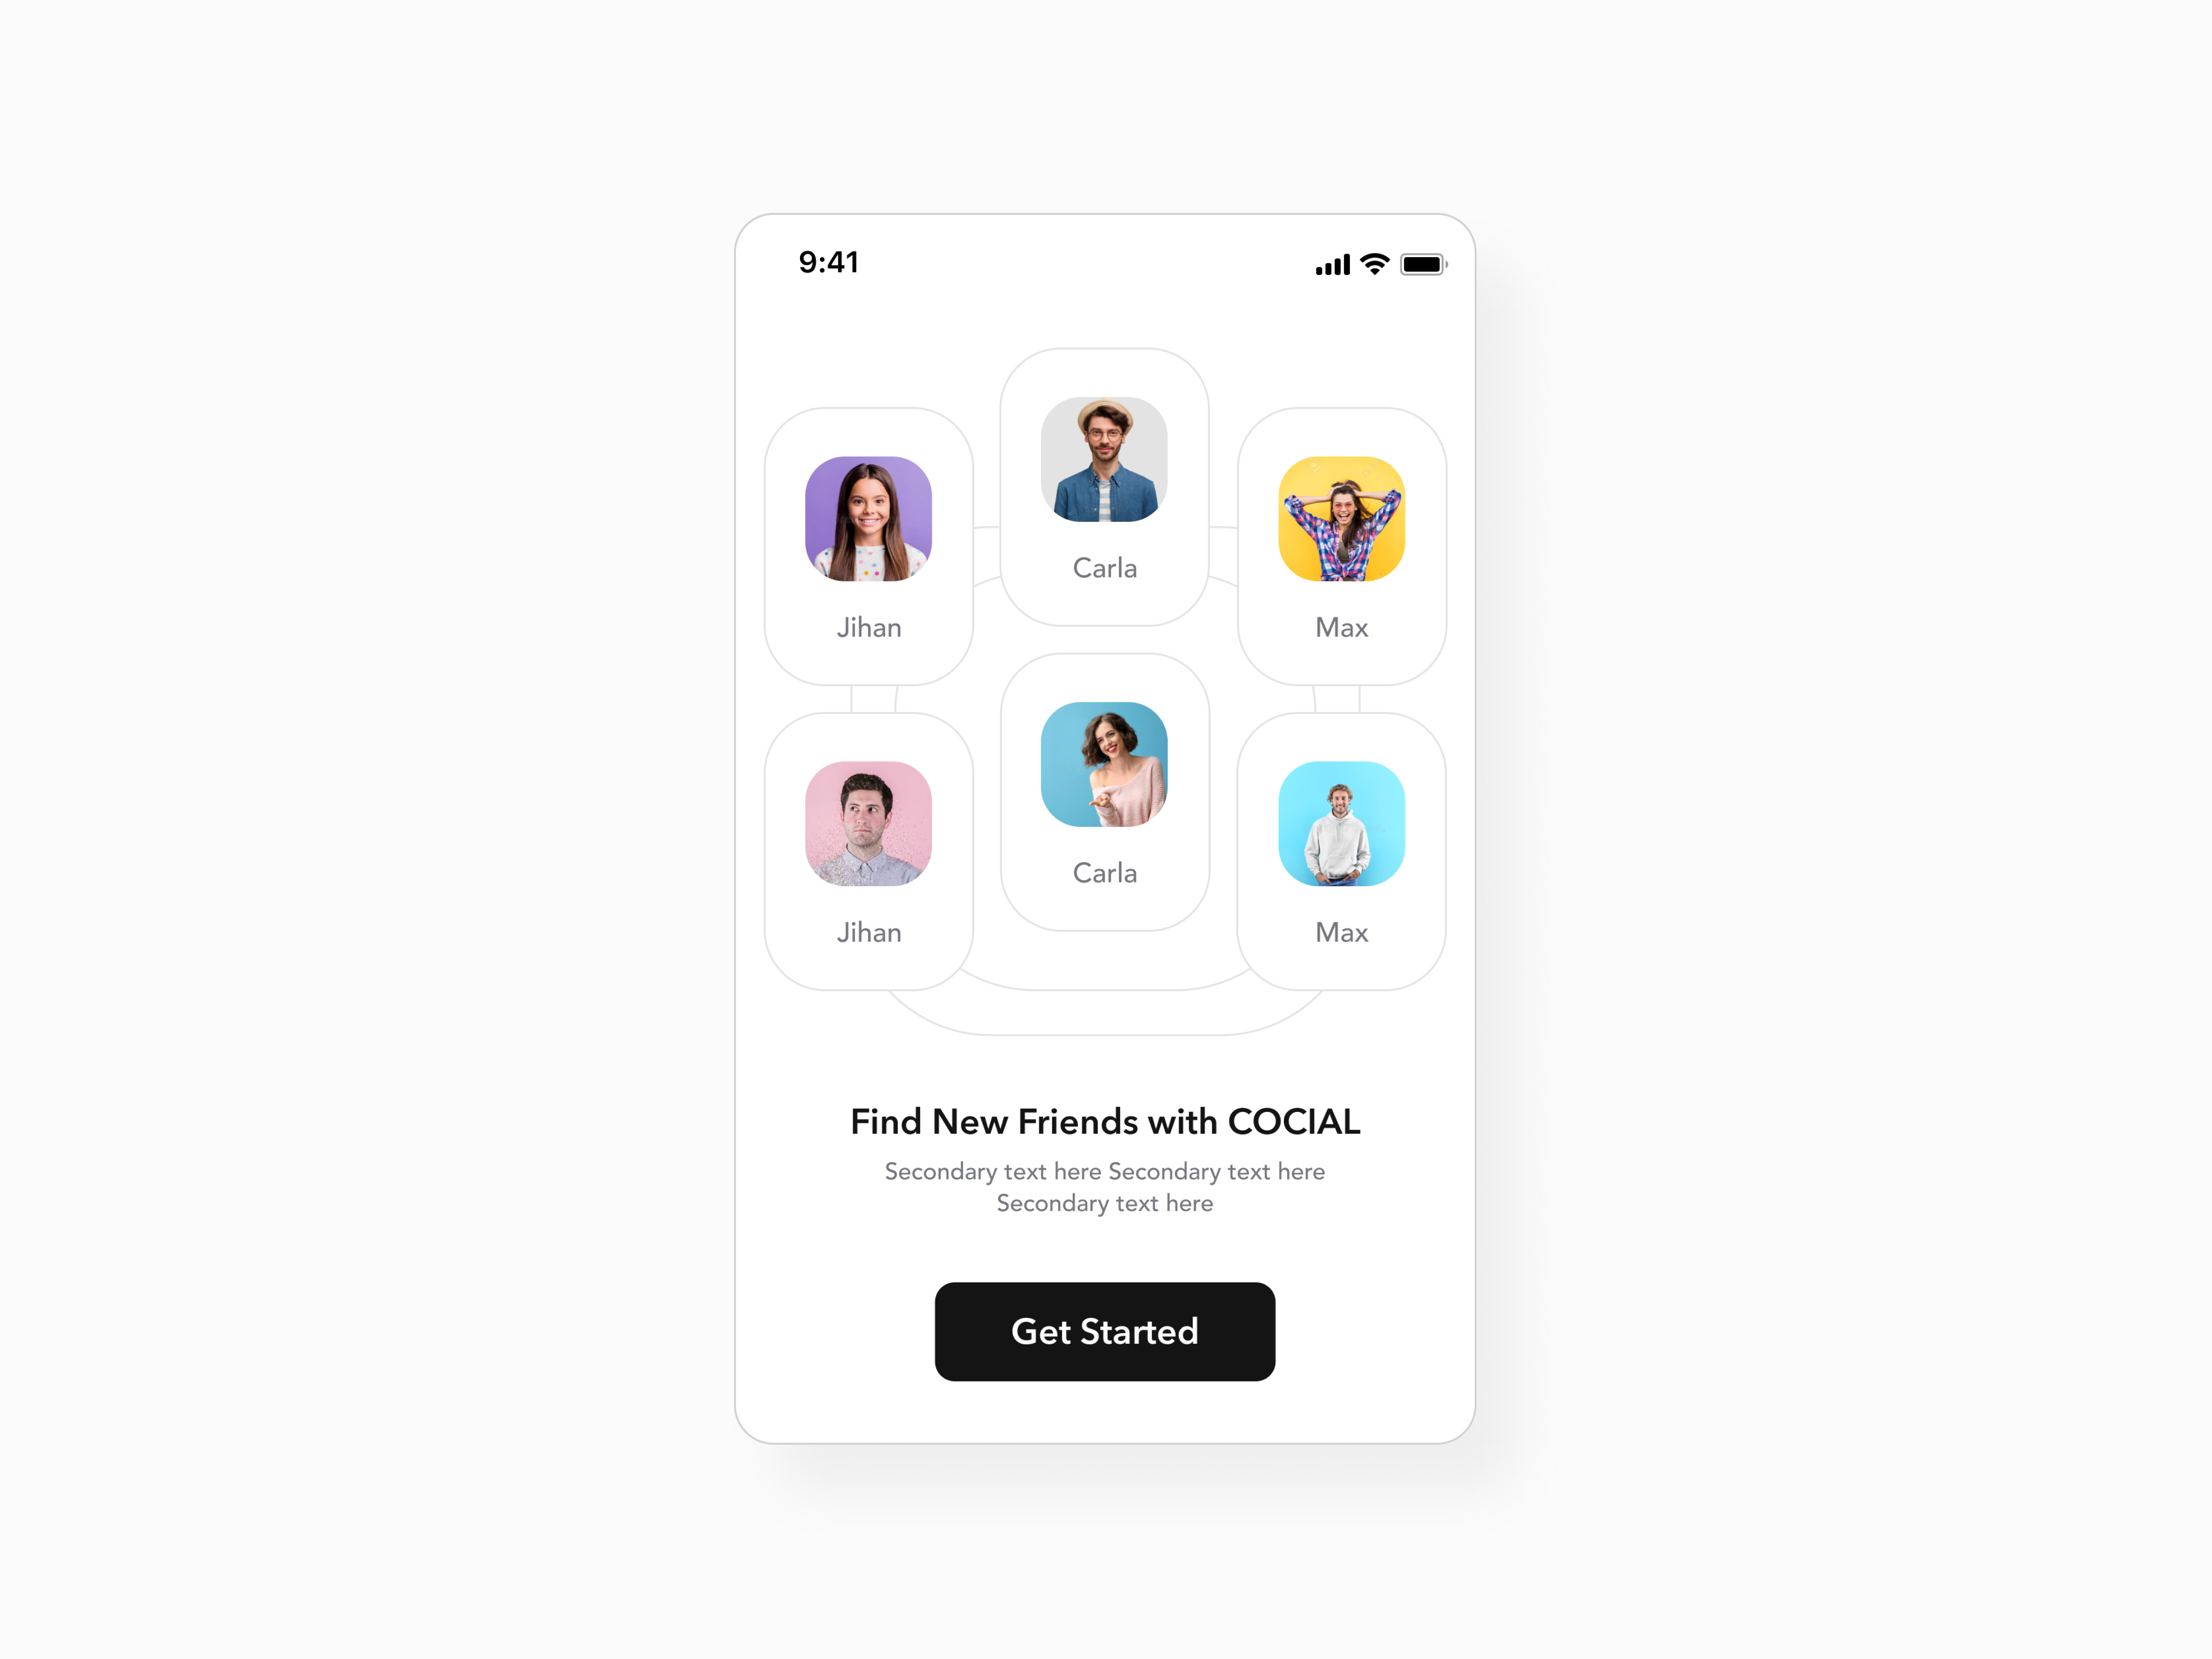 9:41
Carla
Jihan
Max
Carla
Jihan
Max
Find New Friends with COCIAL
Secondary text here Secondary text here
Secondary text here
Get Started